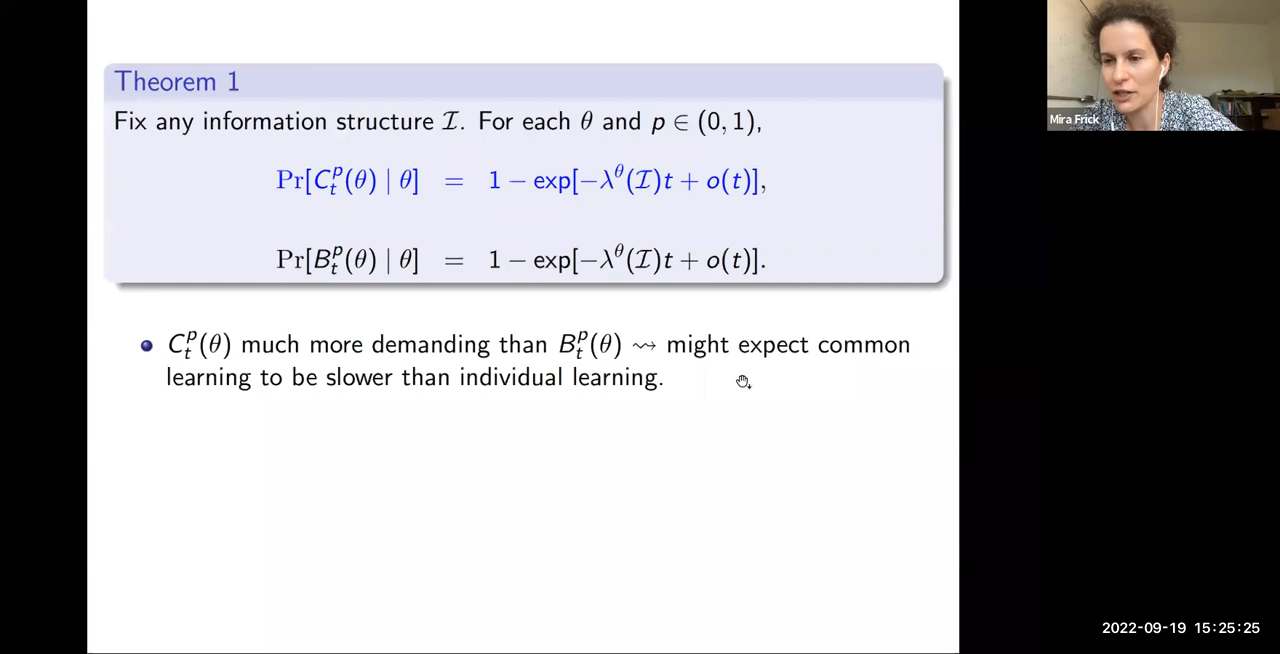 Theorem 1
Fix any information structure ℐ. For each θ and p ∈ (0, 1),
Pr[C_t^p(θ) | θ] = 1 − exp[−λ^θ(ℐ)t + o(t)],
Pr[B_t^p(θ) | θ] = 1 − exp[−λ^θ(ℐ)t + o(t)].
• C_t^p(θ) much more demanding than B_t^p(θ) ⇝ might expect common
learning to be slower than individual learning.
Mira Frick
2022-09-19 15:25:25